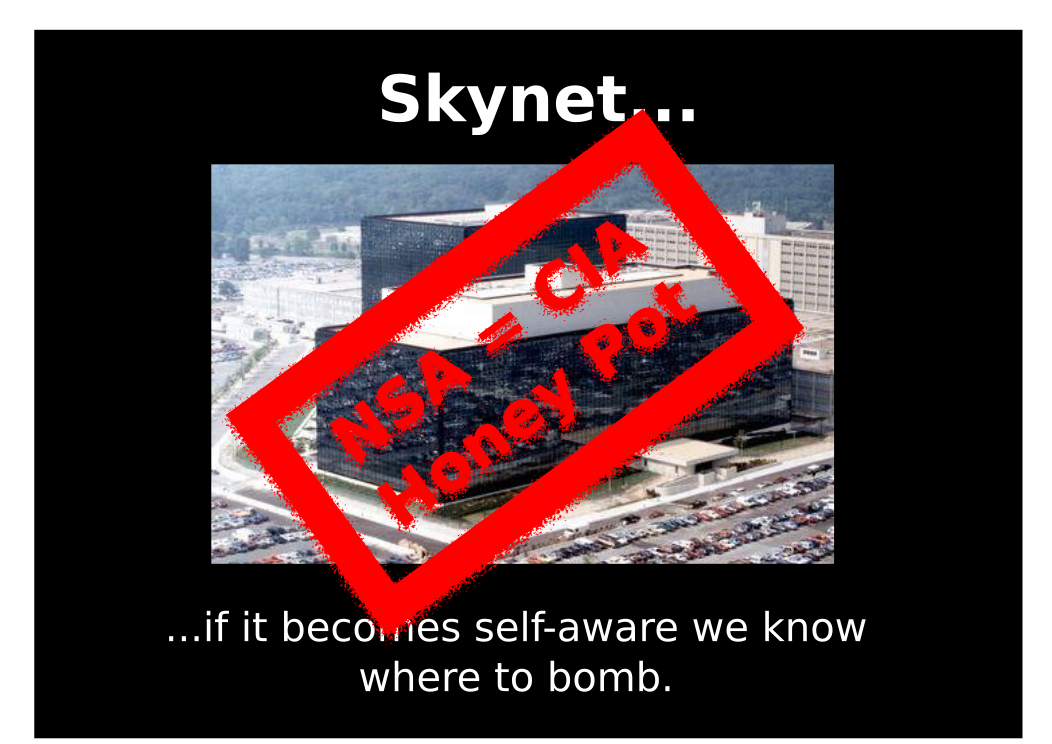 Skynet...
NSA = CIA
Honey Pot
...if it becomes self-aware we know
where to bomb.